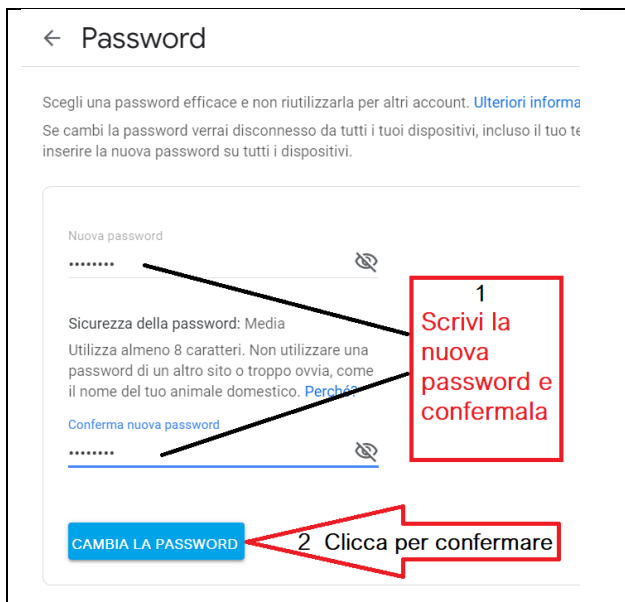 Password
Scegli una password efficace e non riutilizzarla per altri account. Ulteriori informa
Se cambi la password verrai disconnesso da tutti i tuoi dispositivi, incluso il tuo te
inserire la nuova password su tutti i dispositivi.
Nuova password
••••••••
Sicurezza della password: Media
Utilizza almeno 8 caratteri. Non utilizzare una
password di un altro sito o troppo ovvia, come
il nome del tuo animale domestico. Perché?
Conferma nuova password
••••••••
1
Scrivi la
nuova
password e
confermala
CAMBIA LA PASSWORD
2 Clicca per confermare